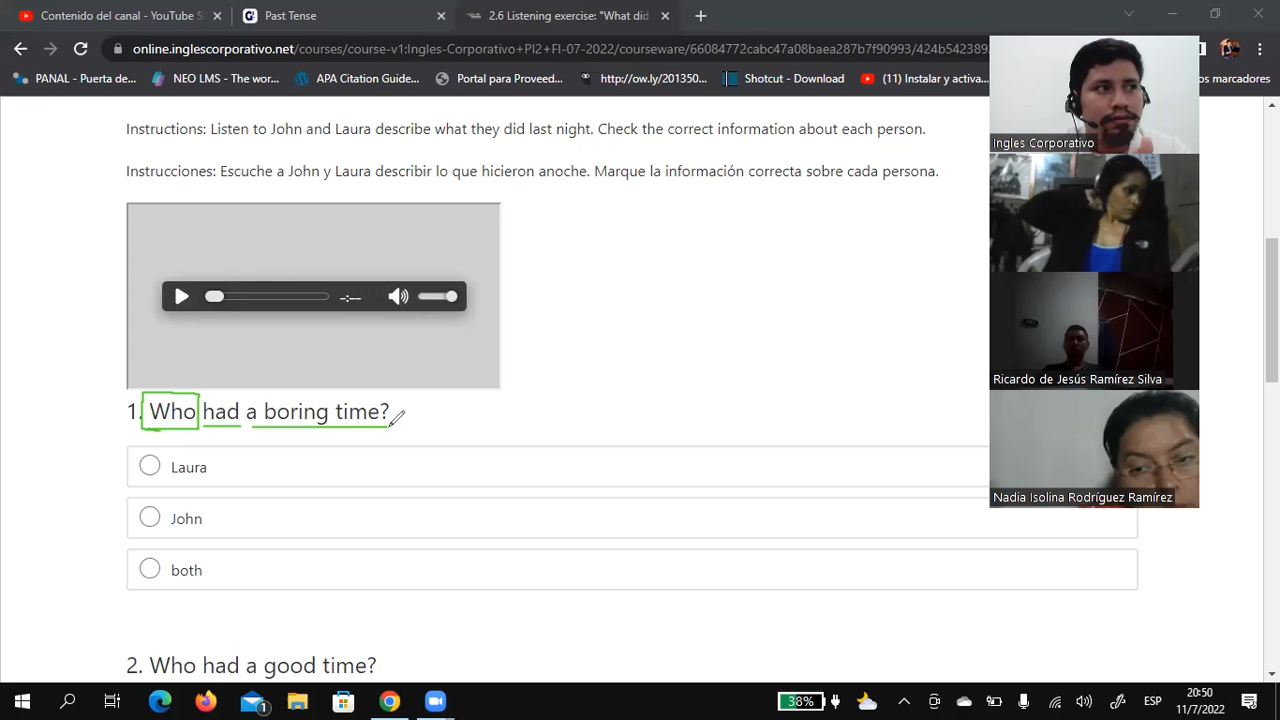 Contenido del canal - YouTube S
Past Tense
2.6 Listening exercise: "What did
online.inglescorporativo.net/courses/course-v1:Ingles-Corporativo+PI2+FI-07-2022/courseware/66084772cabc47a08baea287b7f90993/424b5423892
PANAL - Puerta de...
NEO LMS - The wor...
APA Citation Guide...
Portal para Proveed...
http://ow.ly/201350...
Shotcut - Download
(11) Instalar y activa...
os marcadores
Instructions: Listen to John and Laura describe what they did last night. Check the correct information about each person.
Instrucciones: Escuche a John y Laura describir lo que hicieron anoche. Marque la información correcta sobre cada persona.
-:--
1. Who had a boring time?
Laura
John
both
2. Who had a good time?
Ingles Corporativo
Ricardo de Jesús Ramírez Silva
Nadia Isolina Rodríguez Ramírez
1
38%
ESP
20:50
11/7/2022